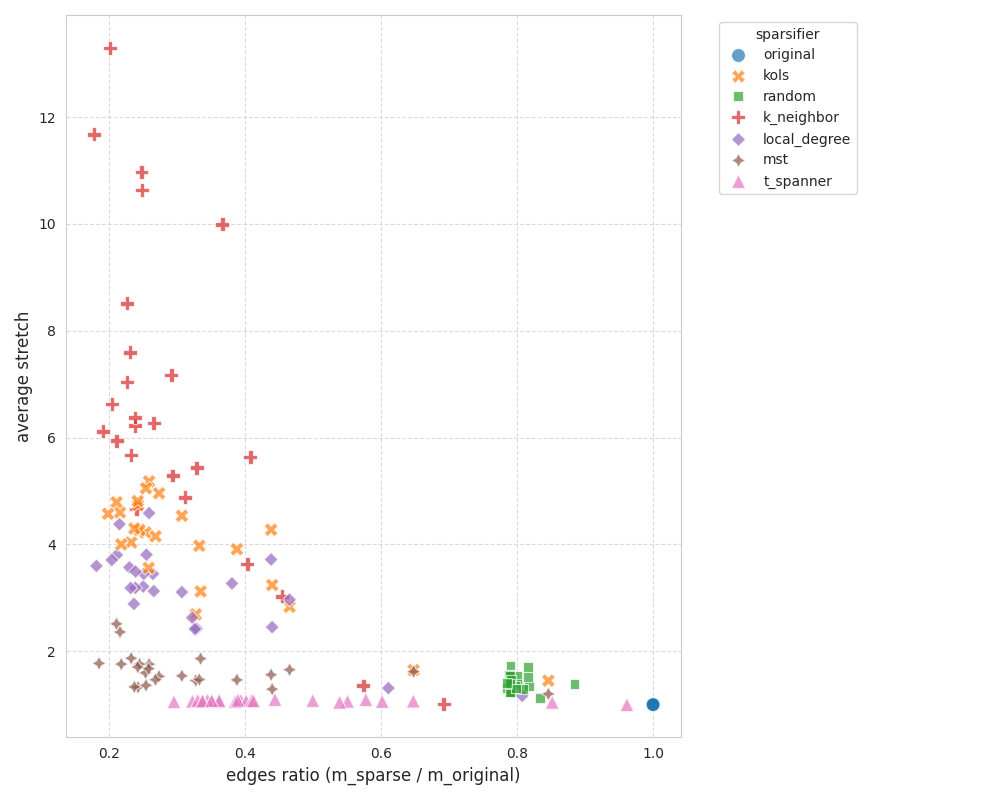 sparsifier
original
kols
random
k_neighbor
local_degree
mst
t_spanner
average stretch
12
10
8
6
4
2
0.2 0.4 0.6 0.8 1.0
edges ratio (m_sparse / m_original)